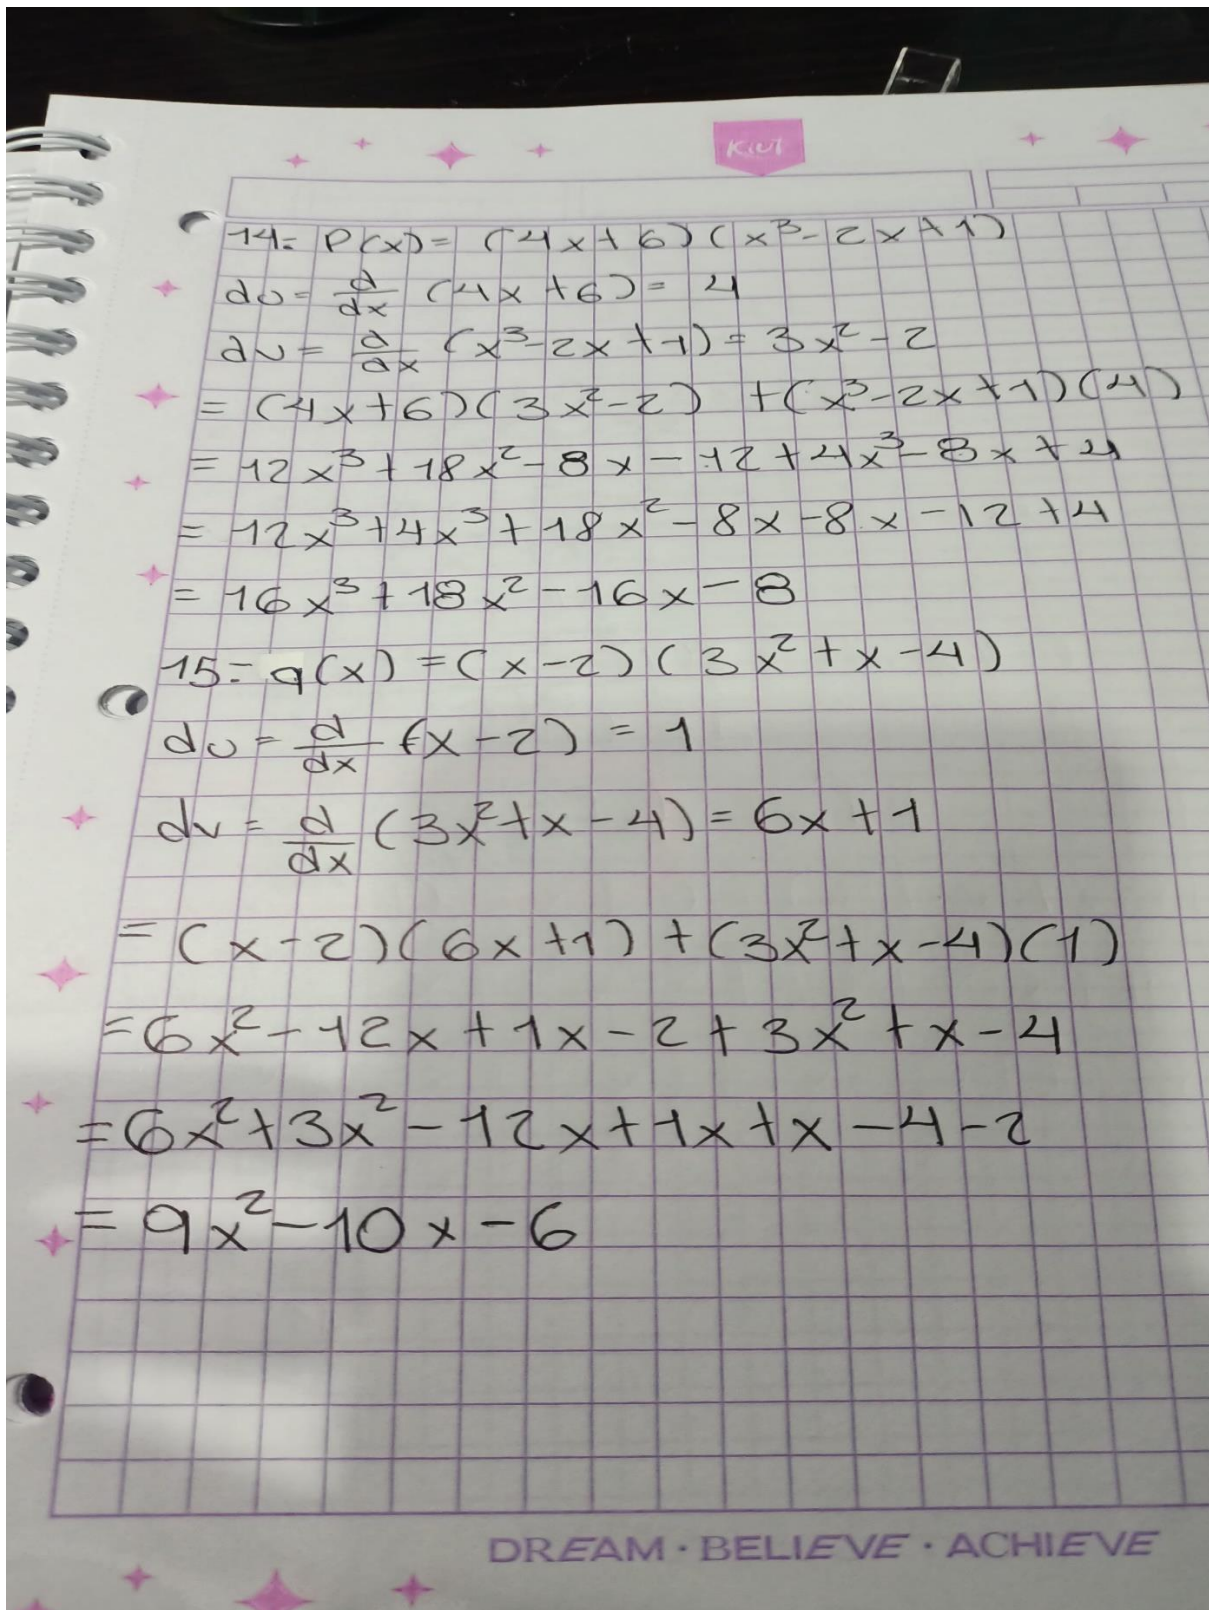 KIUT
14= P(x) = (4x+6)(x³-2x+1)
du = d/dx (4x+6) = 4
dv = d/dx (x³-2x+1) = 3x²-2
= (4x+6)(3x²-2) + (x³-2x+1)(4)
= 12x³+18x²-8x-12+4x³-8x+4
= 12x³+4x³+18x²-8x-8x-12+4
= 16x³+18x²-16x-8
15= q(x) = (x-2)(3x²+x-4)
du = d/dx (x-2) = 1
dv = d/dx (3x²+x-4) = 6x+1
= (x-2)(6x+1) + (3x²+x-4)(1)
= 6x²-12x+1x-2+3x²+x-4
= 6x²+3x²-12x+1x+x-4-2
= 9x²-10x-6
DREAM · BELIEVE · ACHIEVE